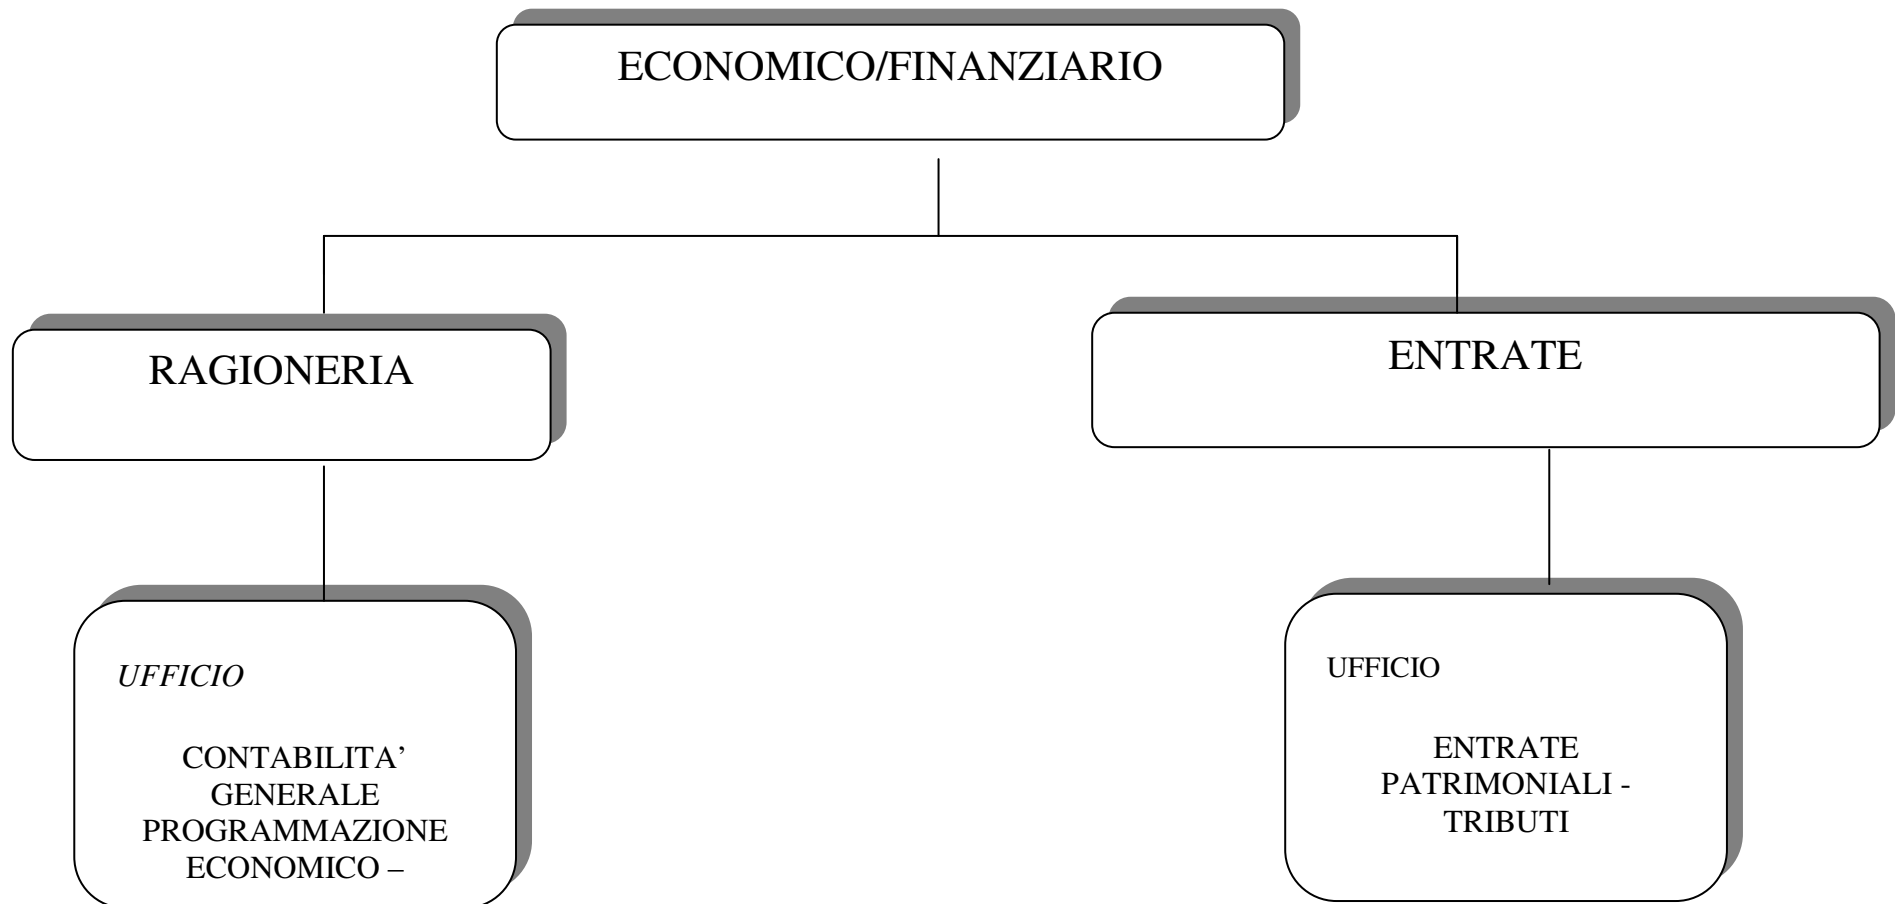 ECONOMICO/FINANZIARIO
RAGIONERIA
ENTRATE
UFFICIO
CONTABILITA’
GENERALE
PROGRAMMAZIONE
ECONOMICO –
UFFICIO
ENTRATE
PATRIMONIALI -
TRIBUTI